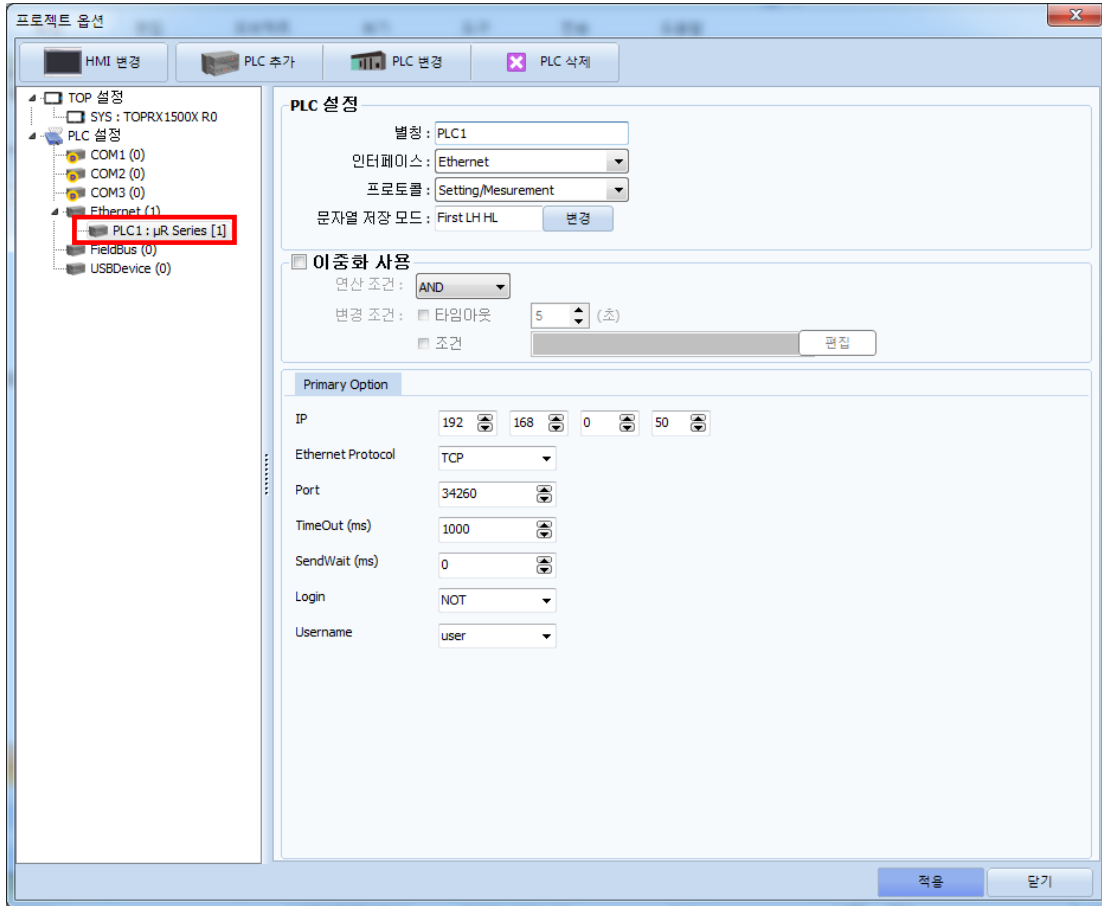 프로젝트 옵션
HMI 변경
PLC 추가
PLC 변경
PLC 삭제
TOP 설정
SYS : TOPRX1500X R0
PLC 설정
COM1 (0)
COM2 (0)
COM3 (0)
Ethernet (1)
PLC1 : μR Series [1]
FieldBus (0)
USBDevice (0)
PLC 설정
별칭 : PLC1
인터페이스 : Ethernet
프로토콜 : Setting/Mesurement
문자열 저장 모드 : First LH HL 변경
이중화 사용
연산 조건 : AND
변경 조건 : 타임아웃 5 (초)
조건 편집
Primary Option
IP 192 168 0 50
Ethernet Protocol TCP
Port 34260
TimeOut (ms) 1000
SendWait (ms) 0
Login NOT
Username user
적용 닫기